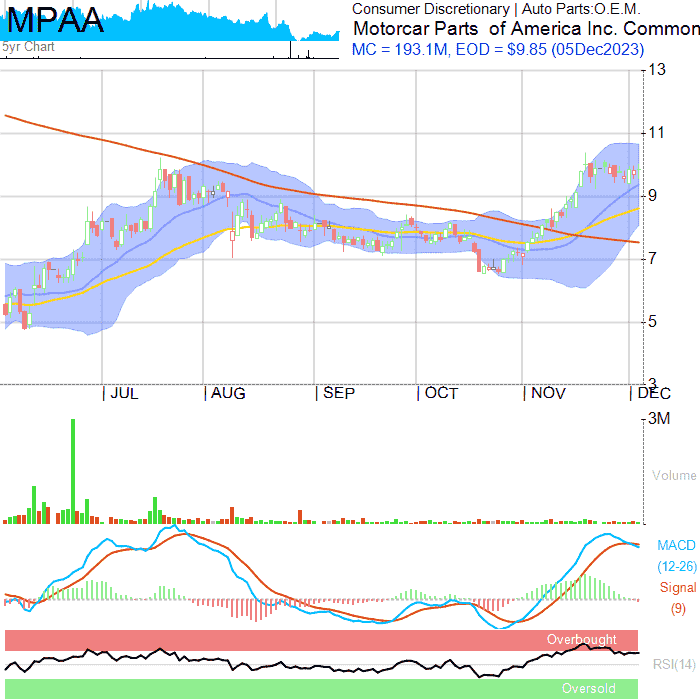 MPAA
5yr Chart
Consumer Discretionary | Auto Parts:O.E.M.
Motorcar Parts of America Inc. Common
MC = 193.1M, EOD = $9.85 (05Dec2023)
13
11
9
7
5
3
JUL AUG SEP OCT NOV DEC
3M
Volume
MACD
(12-26)
Signal
(9)
Overbought
RSI(14)
Oversold